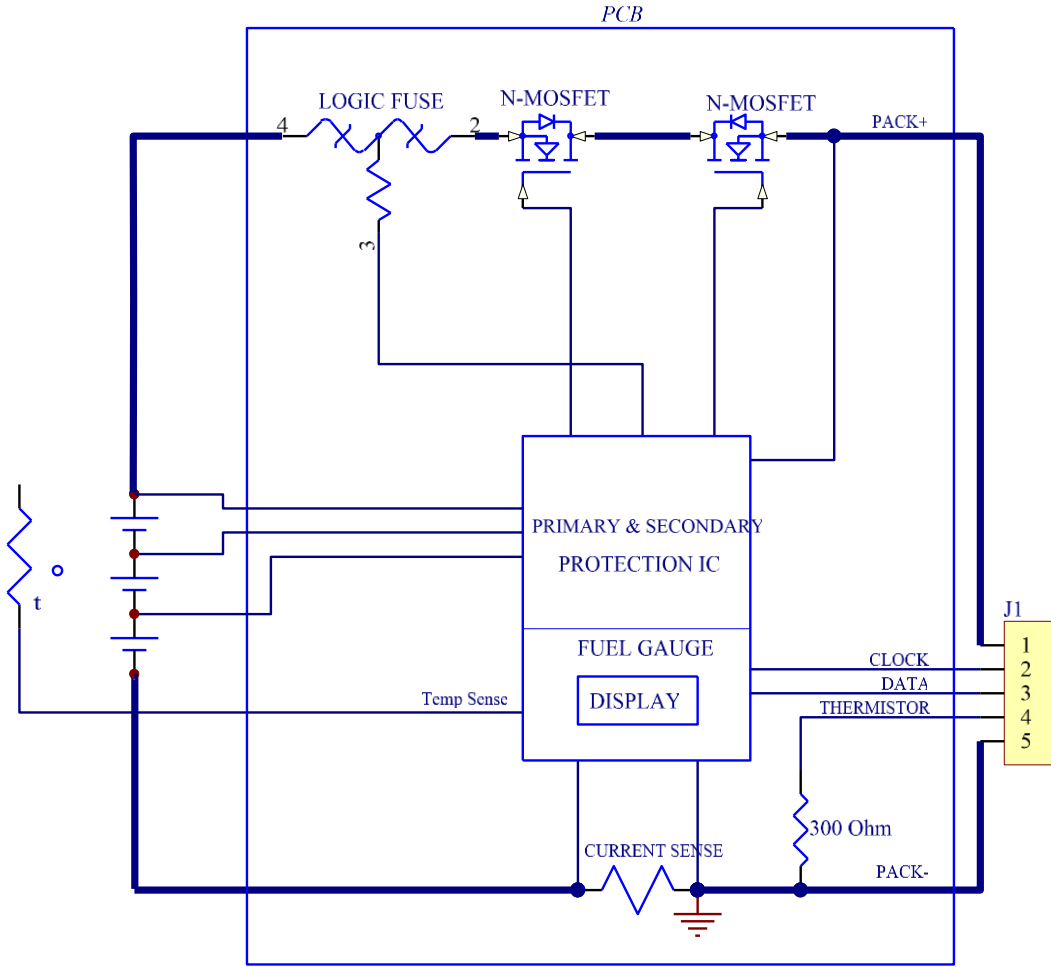 PCB
LOGIC FUSE
N-MOSFET
N-MOSFET
4
2
PACK+
3
PRIMARY & SECONDARY
PROTECTION IC
t
J1
1
FUEL GAUGE
CLOCK
2
DATA
3
Temp Sense
DISPLAY
THERMISTOR
4
5
300 Ohm
CURRENT SENSE
PACK-